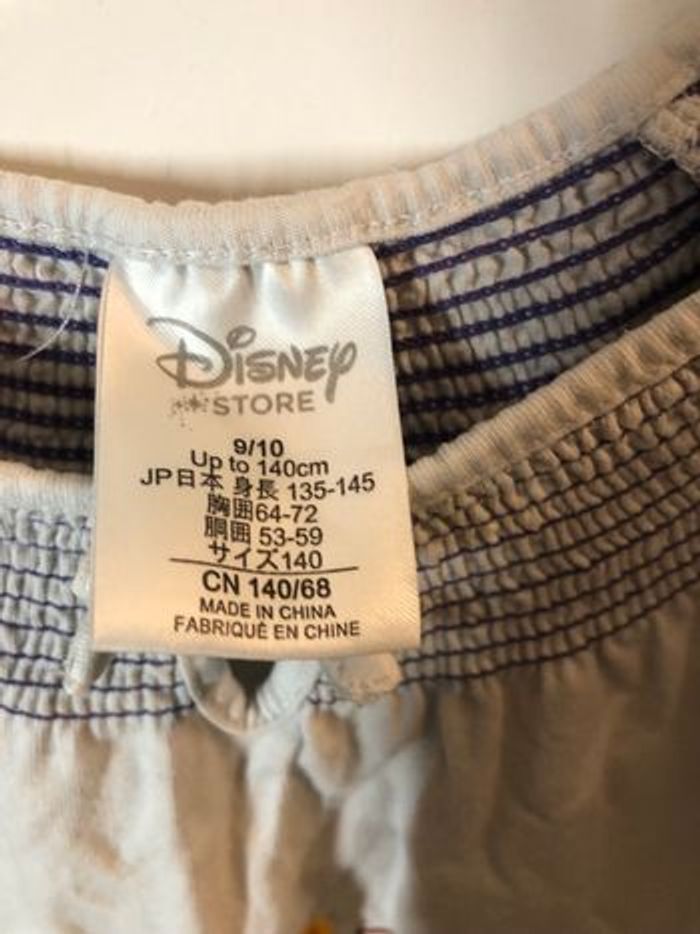 Disney
STORE
9/10
Up to 140cm
JP日本 身長 135-145
胸囲64-72
胴囲 53-59
サイズ140
CN 140/68
MADE IN CHINA
FABRIQUÉ EN CHINE